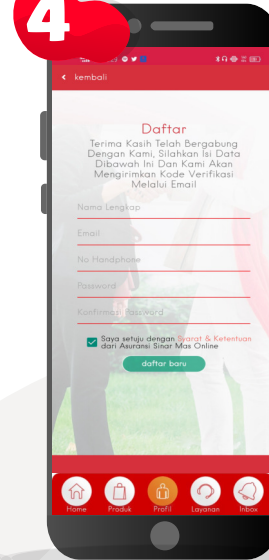 4
kembali
Daftar
Terima Kasih Telah Bergabung
Dengan Kami, Silahkan Isi Data
Dibawah Ini Dan Kami Akan
Mengirimkan Kode Verifikasi
Melalui Email
Nama Lengkap
Email
No Handphone
Password
Konfirmasi Password
Saya setuju dengan Syarat & Ketentuan
dari Asuransi Sinar Mas Online
daftar baru
Home Produk Profil Layanan Inbox